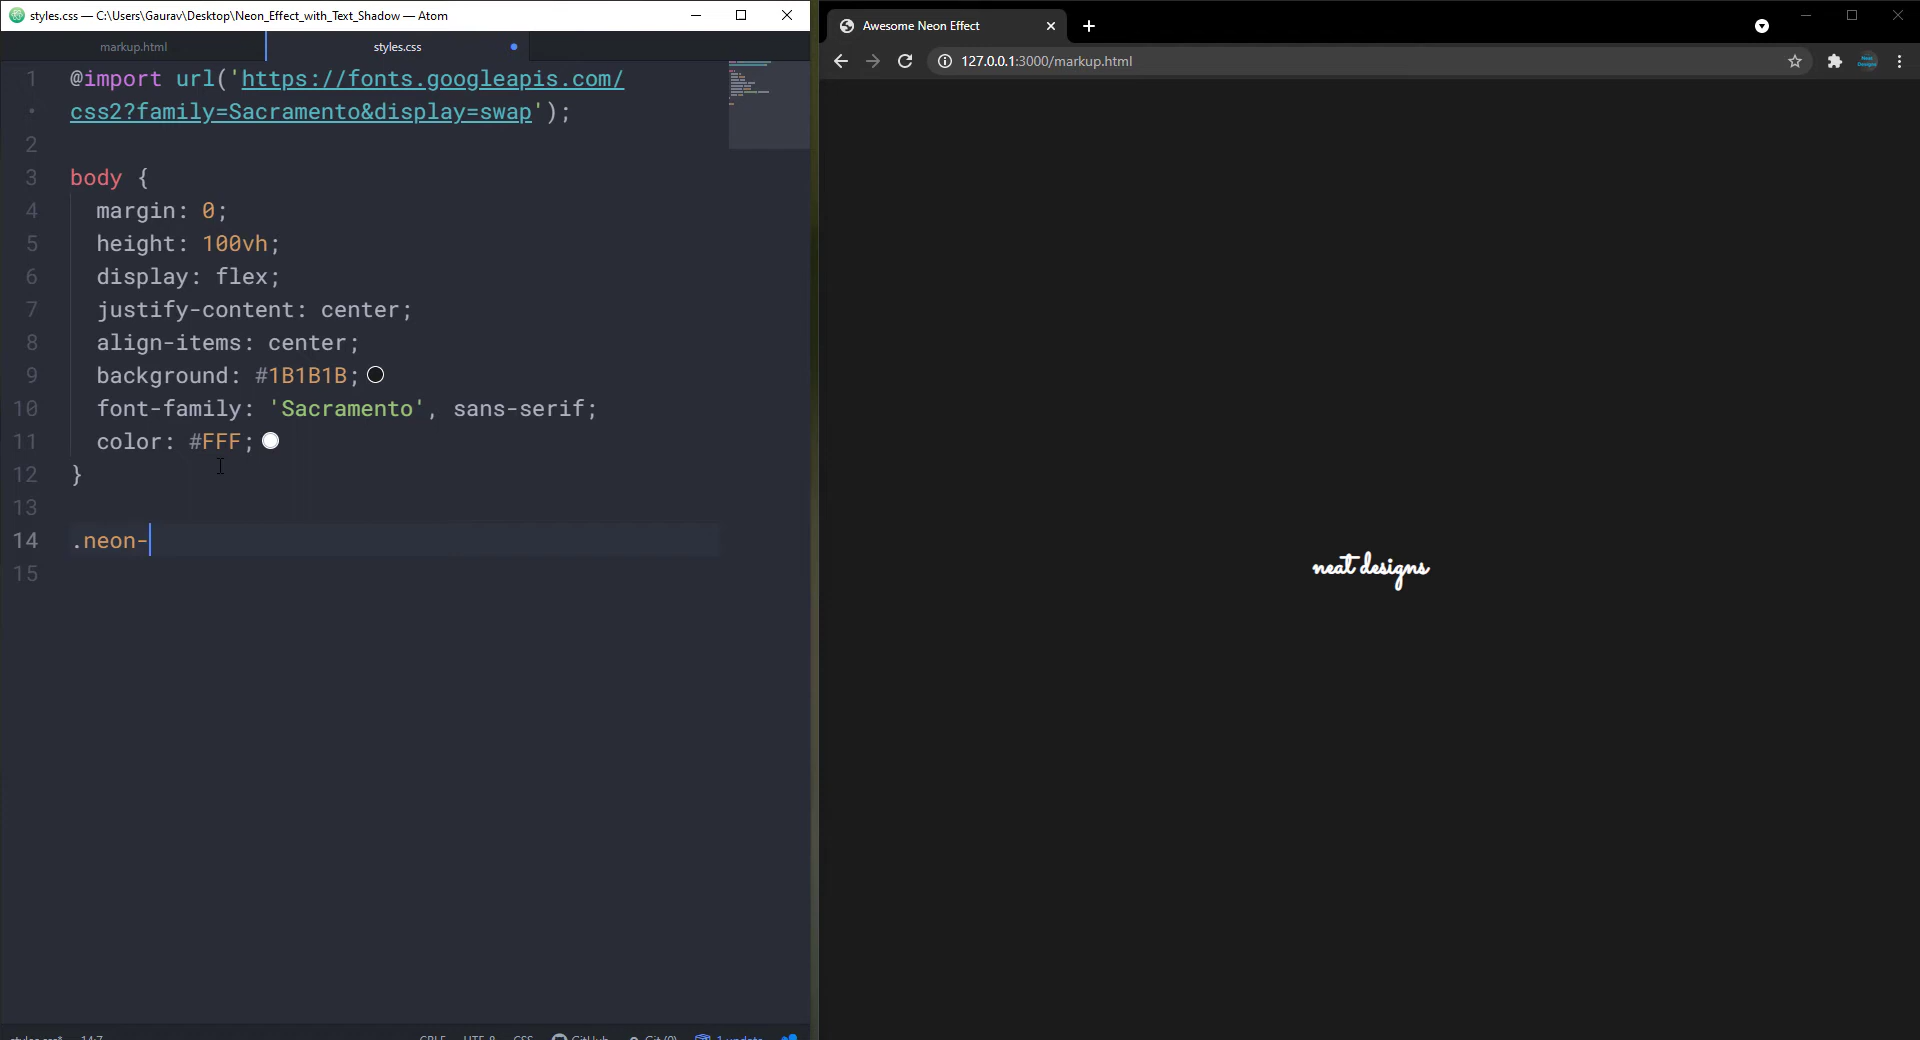 styles.css — C:\Users\Gaurav\Desktop\Neon_Effect_with_Text_Shadow — Atom
markup.html
styles.css
1 @import url('https://fonts.googleapis.com/
• css2?family=Sacramento&display=swap');
2
3 body {
4 margin: 0;
5 height: 100vh;
6 display: flex;
7 justify-content: center;
8 align-items: center;
9 background: #1B1B1B;
10 font-family: 'Sacramento', sans-serif;
11 color: #FFF;
12 }
13
14 .neon-
15
styles.css* 14:7 CRLF UTF-8 CSS GitHub Git (0) 1 update
Awesome Neon Effect
127.0.0.1:3000/markup.html
neat designs